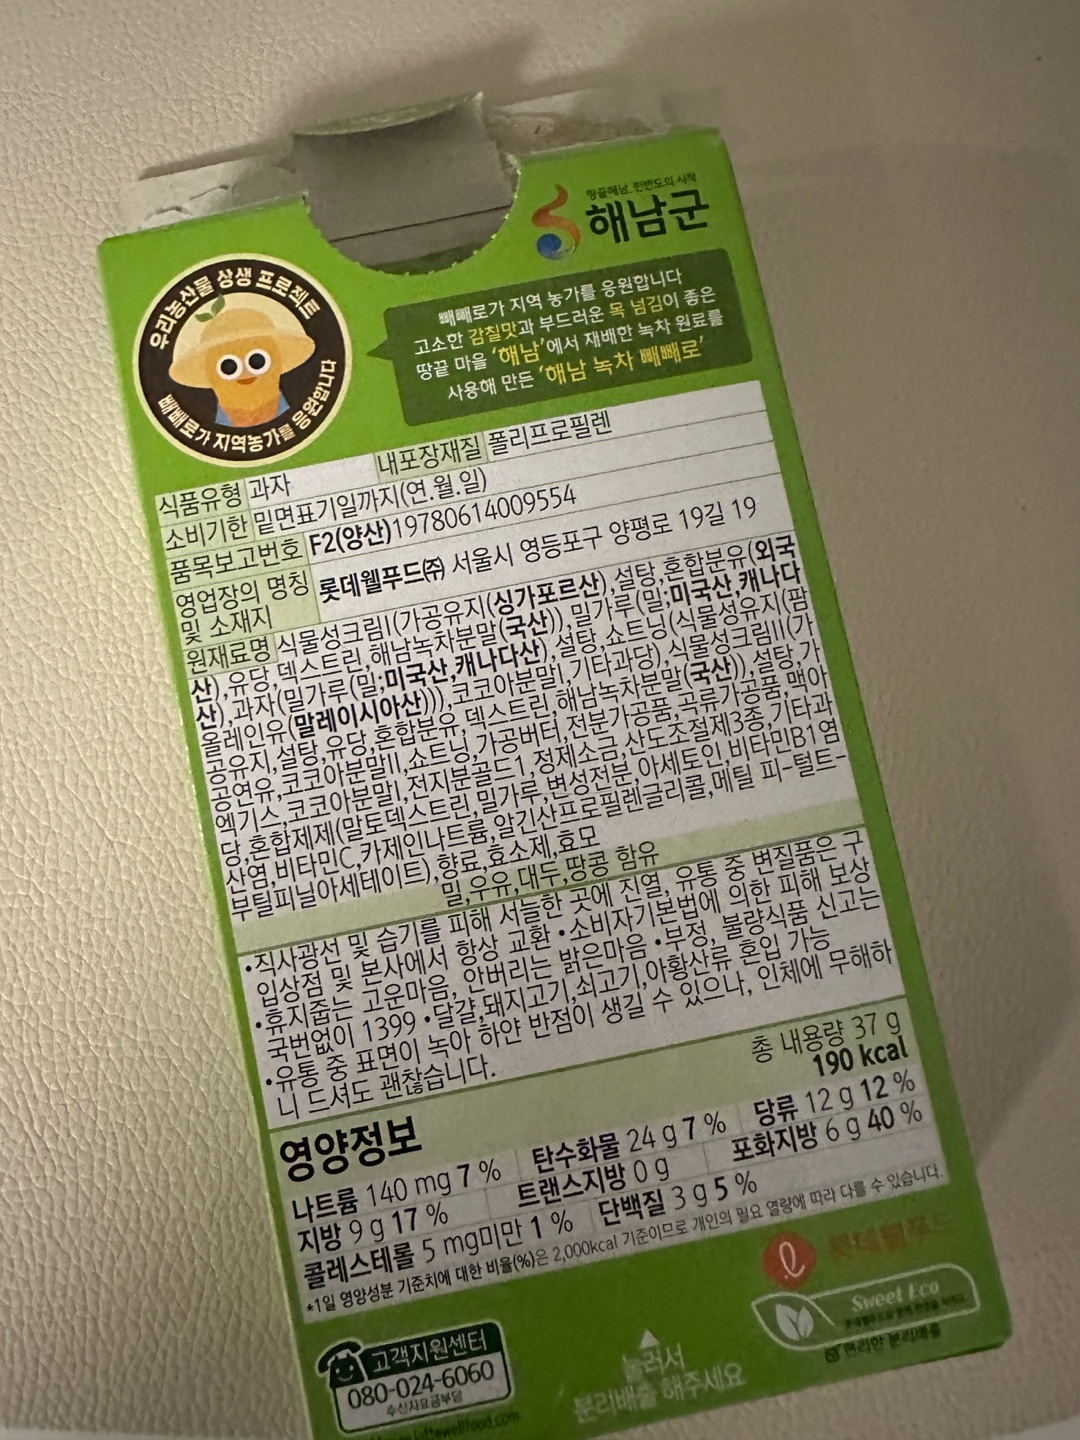 땅끝해남, 한반도의 시작
해남군
우리농산물 상생 프로젝트
빼빼로가 지역농가를 응원합니다
빼빼로가 지역 농가를 응원합니다
고소한 감칠맛과 부드러운 목 넘김이 좋은
땅끝 마을 '해남'에서 재배한 녹차 원료를
사용해 만든 '해남 녹차 빼빼로'
식품유형 과자 내포장재질 폴리프로필렌
소비기한 밑면표기일까지(연.월.일)
품목보고번호 F2(양산)19780614009554
영업장의 명칭 및 소재지 롯데웰푸드㈜ 서울시 영등포구 양평로 19길 19
원재료명 식물성크림I(가공유지(싱가포르산),설탕,혼합분유(외국
산),유당,덱스트린,해남녹차분말(국산)),밀가루(밀;미국산,캐나다
산),과자(밀가루(밀;미국산,캐나다산),설탕,쇼트닝(식물성유지(팜
올레인유(말레이시아산))),코코아분말I,기타과당),식물성크림II(가
공유지,설탕,유당,혼합분유,덱스트린,해남녹차분말(국산)),설탕,가
공연유,코코아분말II,쇼트닝,가공버터,전분가공품,곡류가공품,맥아
엑기스,코코아분말I,전지분골드1,정제소금,산도조절제3종,기타과
당,혼합제제(말토덱스트린,밀가루,변성전분,아세토인,비타민B1염
산염,비타민C,카제인나트륨,알긴산프로필렌글리콜,메틸 피-털트-
부틸피닐아세테이트),향료,효소제,효모
밀,우유,대두,땅콩 함유
•직사광선 및 습기를 피해 서늘한 곳에 진열, 유통 중 변질품은 구
입상점 및 본사에서 항상 교환 •소비자기본법에 의한 피해 보상
•휴지줍는 고운마음, 안버리는 밝은마음 •부정, 불량식품 신고는
국번없이 1399 •달걀,돼지고기,쇠고기,아황산류 혼입 가능
•유통 중 표면이 녹아 하얀 반점이 생길 수 있으나, 인체에 무해하
니 드셔도 괜찮습니다.
영양정보
총 내용량 37 g
190 kcal
나트륨 140 mg 7 % 탄수화물 24 g 7 % 당류 12 g 12 %
지방 9 g 17 % 트랜스지방 0 g 포화지방 6 g 40 %
콜레스테롤 5 mg미만 1 % 단백질 3 g 5 %
*1일 영양성분 기준치에 대한 비율(%)은 2,000kcal 기준이므로 개인의 필요 열량에 따라 다를 수 있습니다.
고객지원센터
080-024-6060
수신자요금부담
눌러서
분리배출 해주세요
롯데웰푸드
Sweet Eco
편리한 분리배출